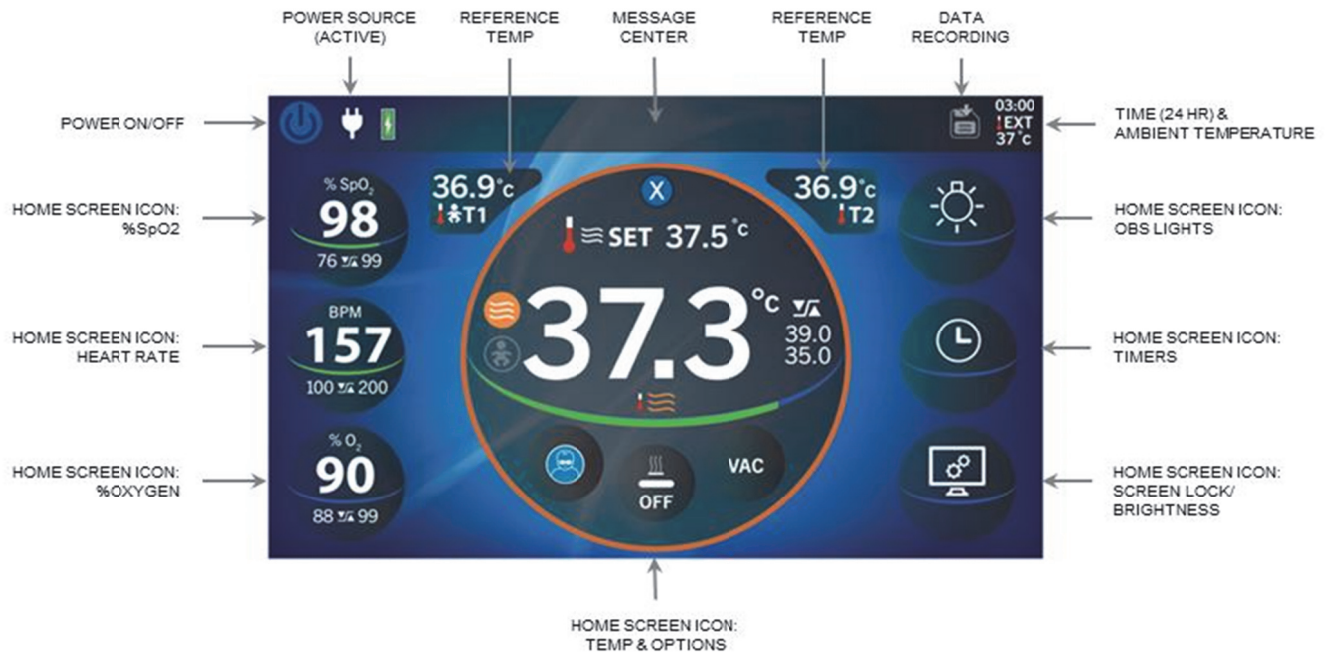 POWER SOURCE
(ACTIVE)
REFERENCE
TEMP
MESSAGE
CENTER
REFERENCE
TEMP
DATA
RECORDING
POWER ON/OFF
03:00
EXT
37°c
TIME (24 HR) &
AMBIENT TEMPERATURE
HOME SCREEN ICON:
%SpO2
% SpO₂
98
76 99
36.9°c
T1
X
SET 37.5°c
36.9°c
T2
HOME SCREEN ICON:
OBS LIGHTS
HOME SCREEN ICON:
HEART RATE
BPM
157
100 200
37.3°C
39.0
35.0
HOME SCREEN ICON:
TIMERS
HOME SCREEN ICON:
%OXYGEN
% O₂
90
88 99
OFF
VAC
HOME SCREEN ICON:
SCREEN LOCK/
BRIGHTNESS
HOME SCREEN ICON:
TEMP & OPTIONS